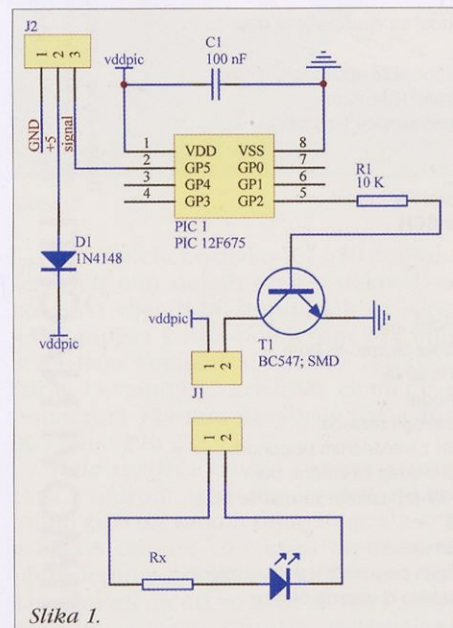 J2
1 2 3
GND
+5
signal
vddpic
C1
100 nF
1 VDD VSS 8
2 GP5 GP0 7
3 GP4 GP1 6
4 GP3 GP2 5
PIC 1
PIC 12F675
R1
10 K
D1
1N4148
vddpic
vddpic
T1
BC547; SMD
1 2
J1
1 2
Rx
Slika 1.